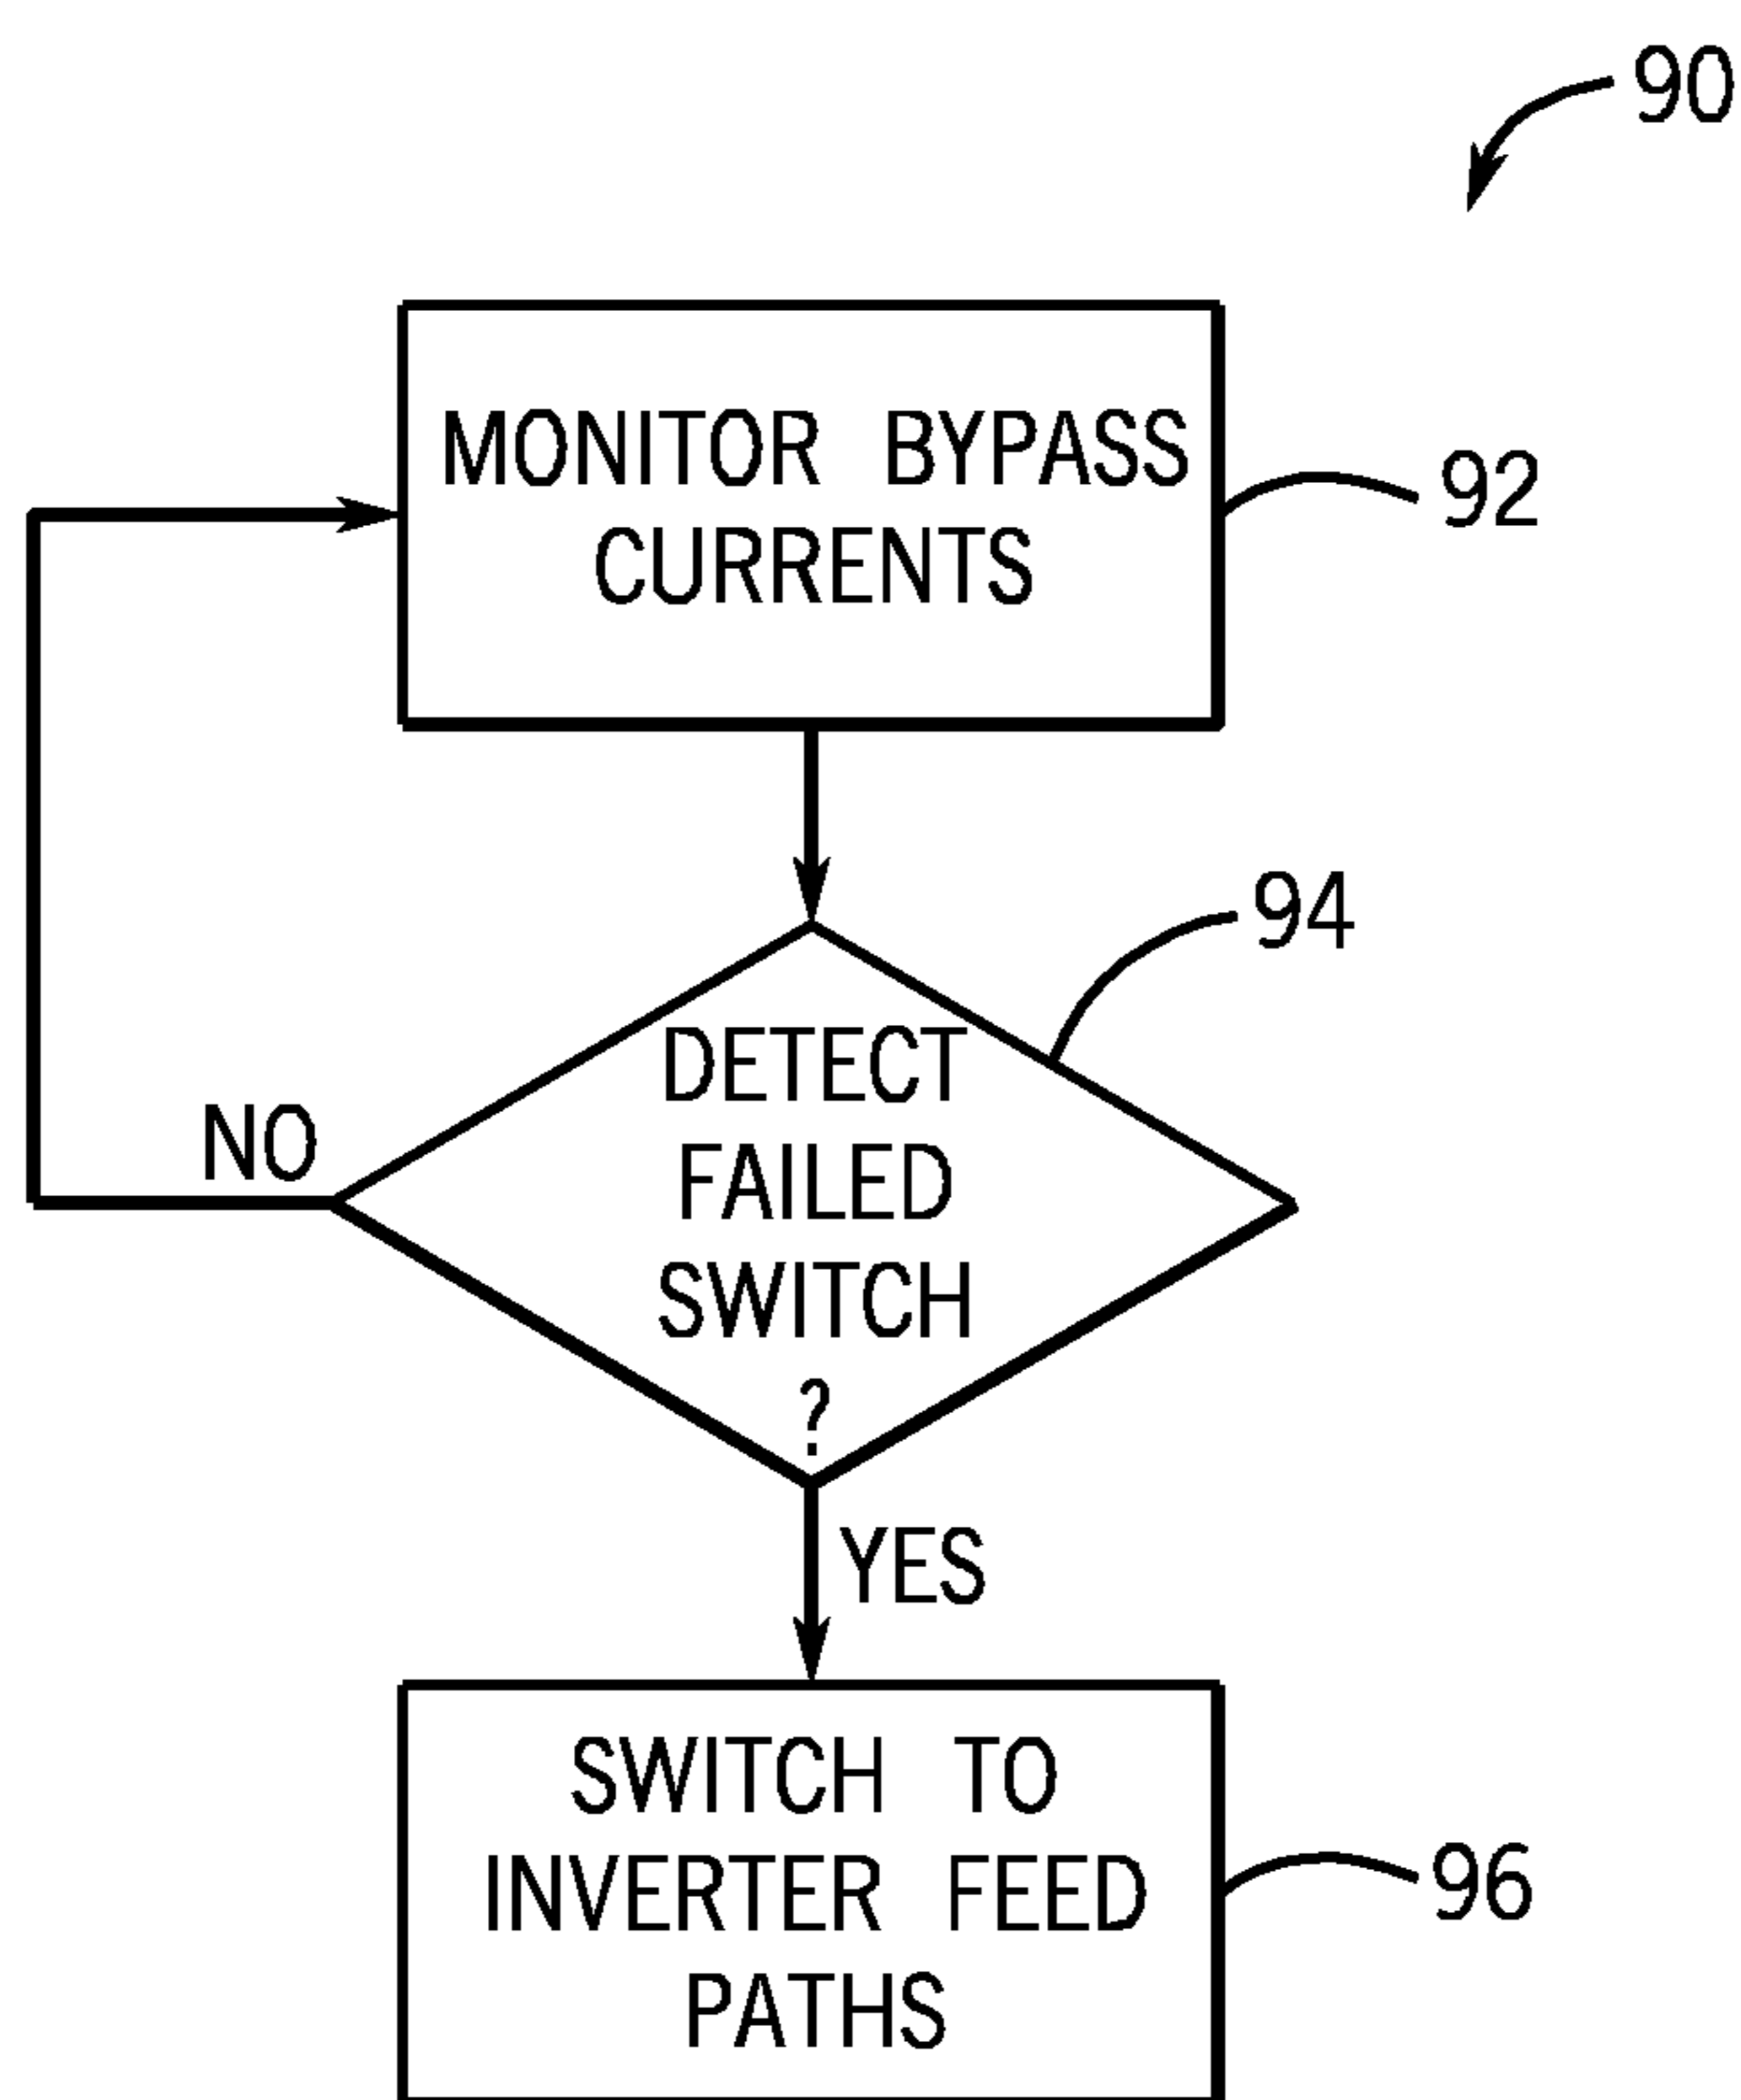 90
MONITOR BYPASS
CURRENTS
92
94
DETECT
FAILED
SWITCH
?
NO
YES
SWITCH TO
INVERTER FEED
PATHS
96